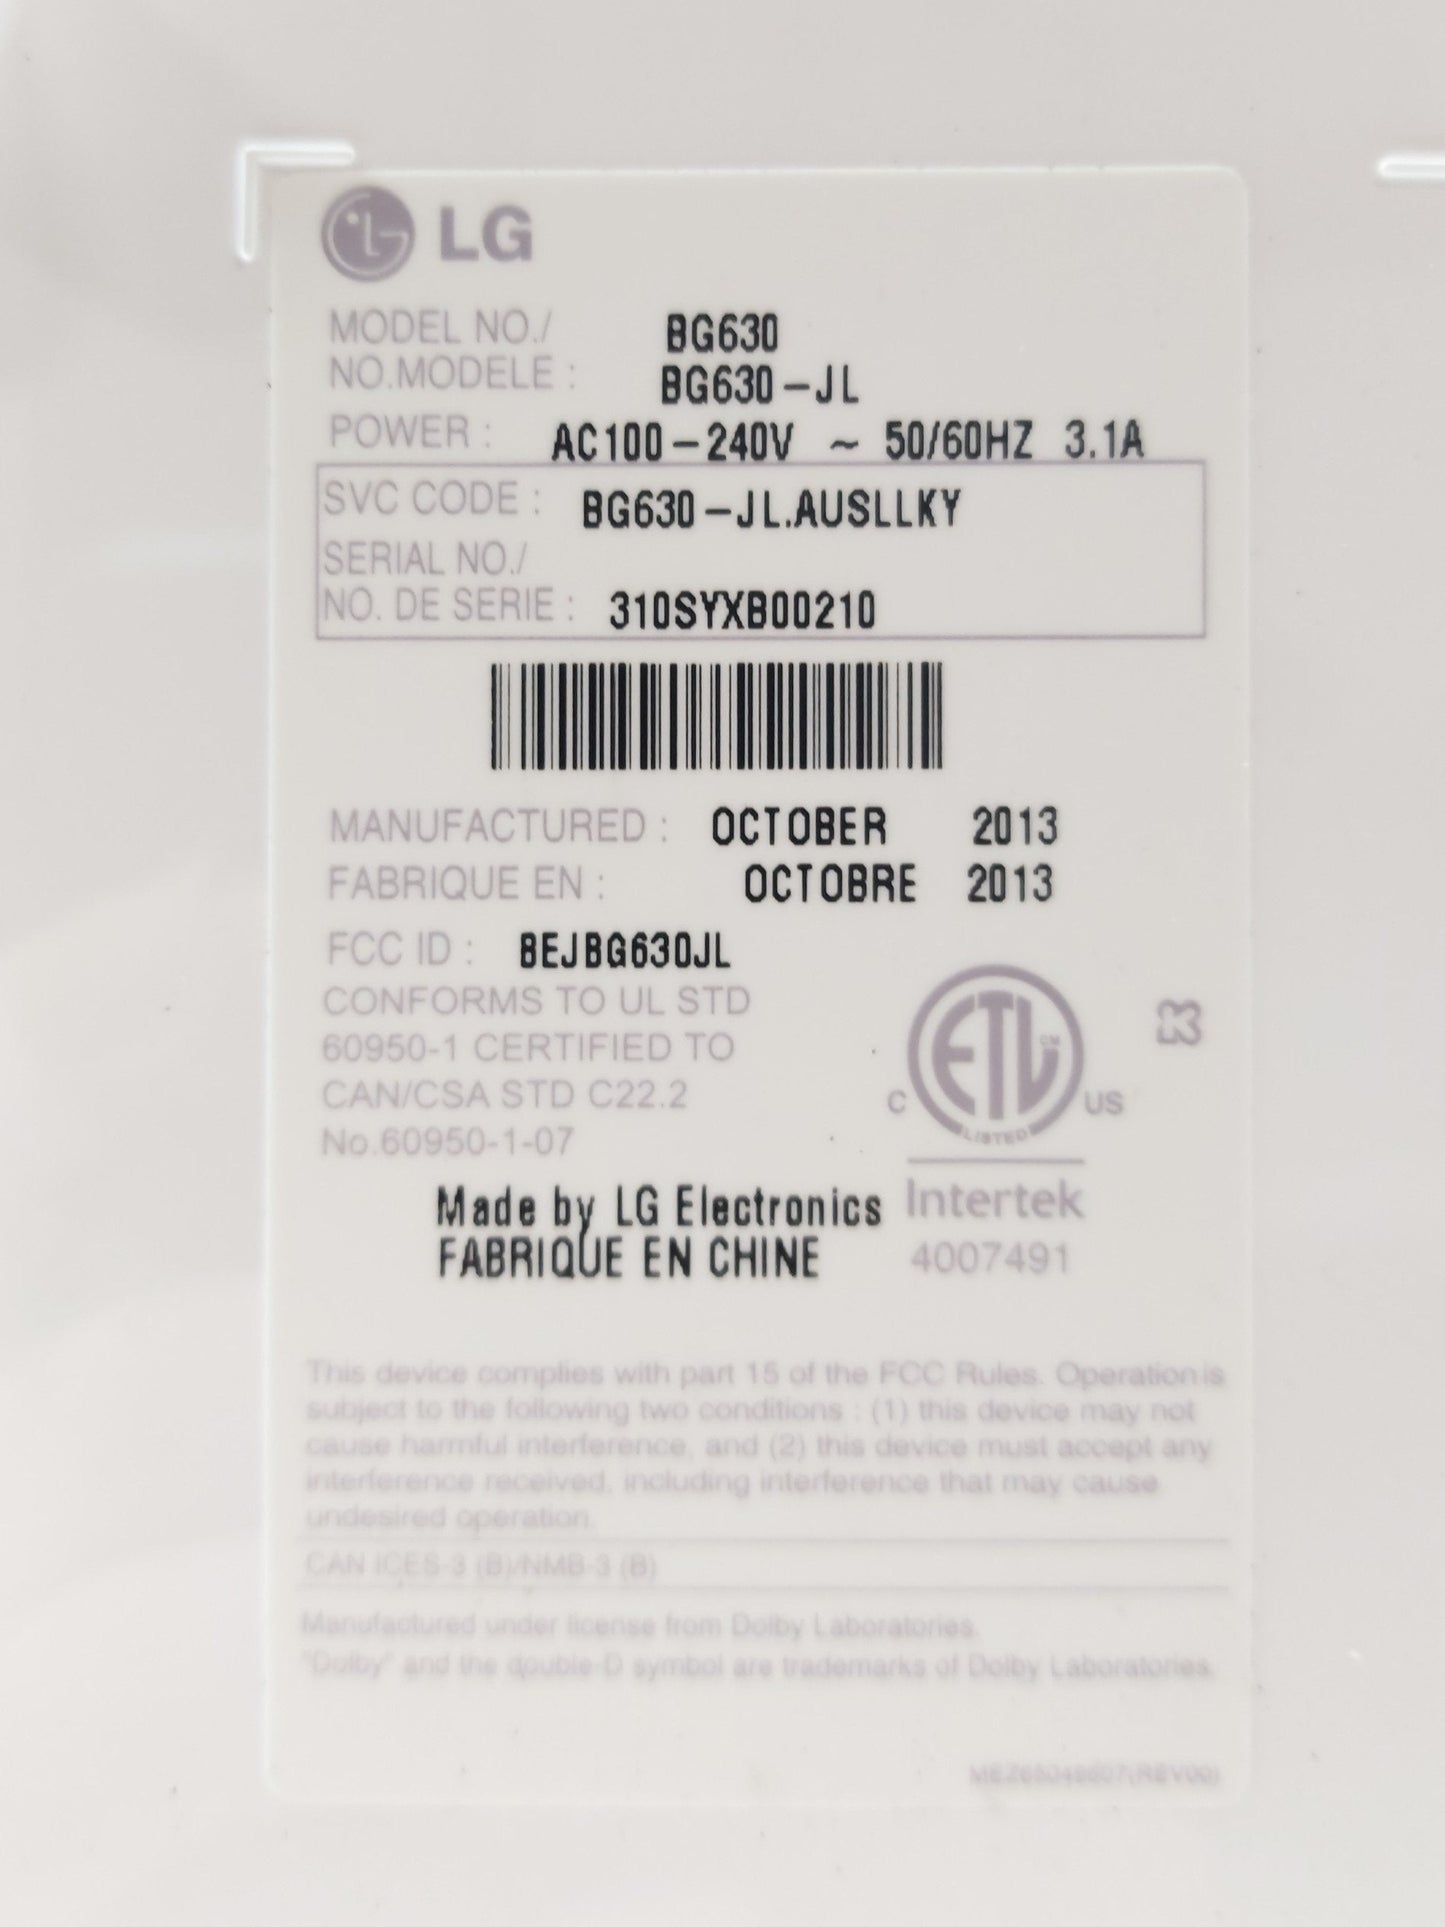 LG
MODEL NO./ BG630
NO.MODELE : BG630-JL
POWER : AC100-240V ~ 50/60HZ 3.1A
SVC CODE : BG630-JL.AUSLLKY
SERIAL NO./
NO. DE SERIE : 310SYXB00210
MANUFACTURED : OCTOBER 2013
FABRIQUE EN : OCTOBRE 2013
FCC ID : BEJBG630JL
CONFORMS TO UL STD
60950-1 CERTIFIED TO
CAN/CSA STD C22.2
No.60950-1-07
ETL CM
C US
LISTED
Intertek
4007491
Made by LG Electronics
FABRIQUE EN CHINE
This device complies with part 15 of the FCC Rules. Operation is
subject to the following two conditions : (1) this device may not
cause harmful interference, and (2) this device must accept any
interference received, including interference that may cause
undesired operation.
CAN ICES-3 (B)/NMB-3 (B)
Manufactured under license from Dolby Laboratories.
"Dolby" and the double-D symbol are trademarks of Dolby Laboratories.